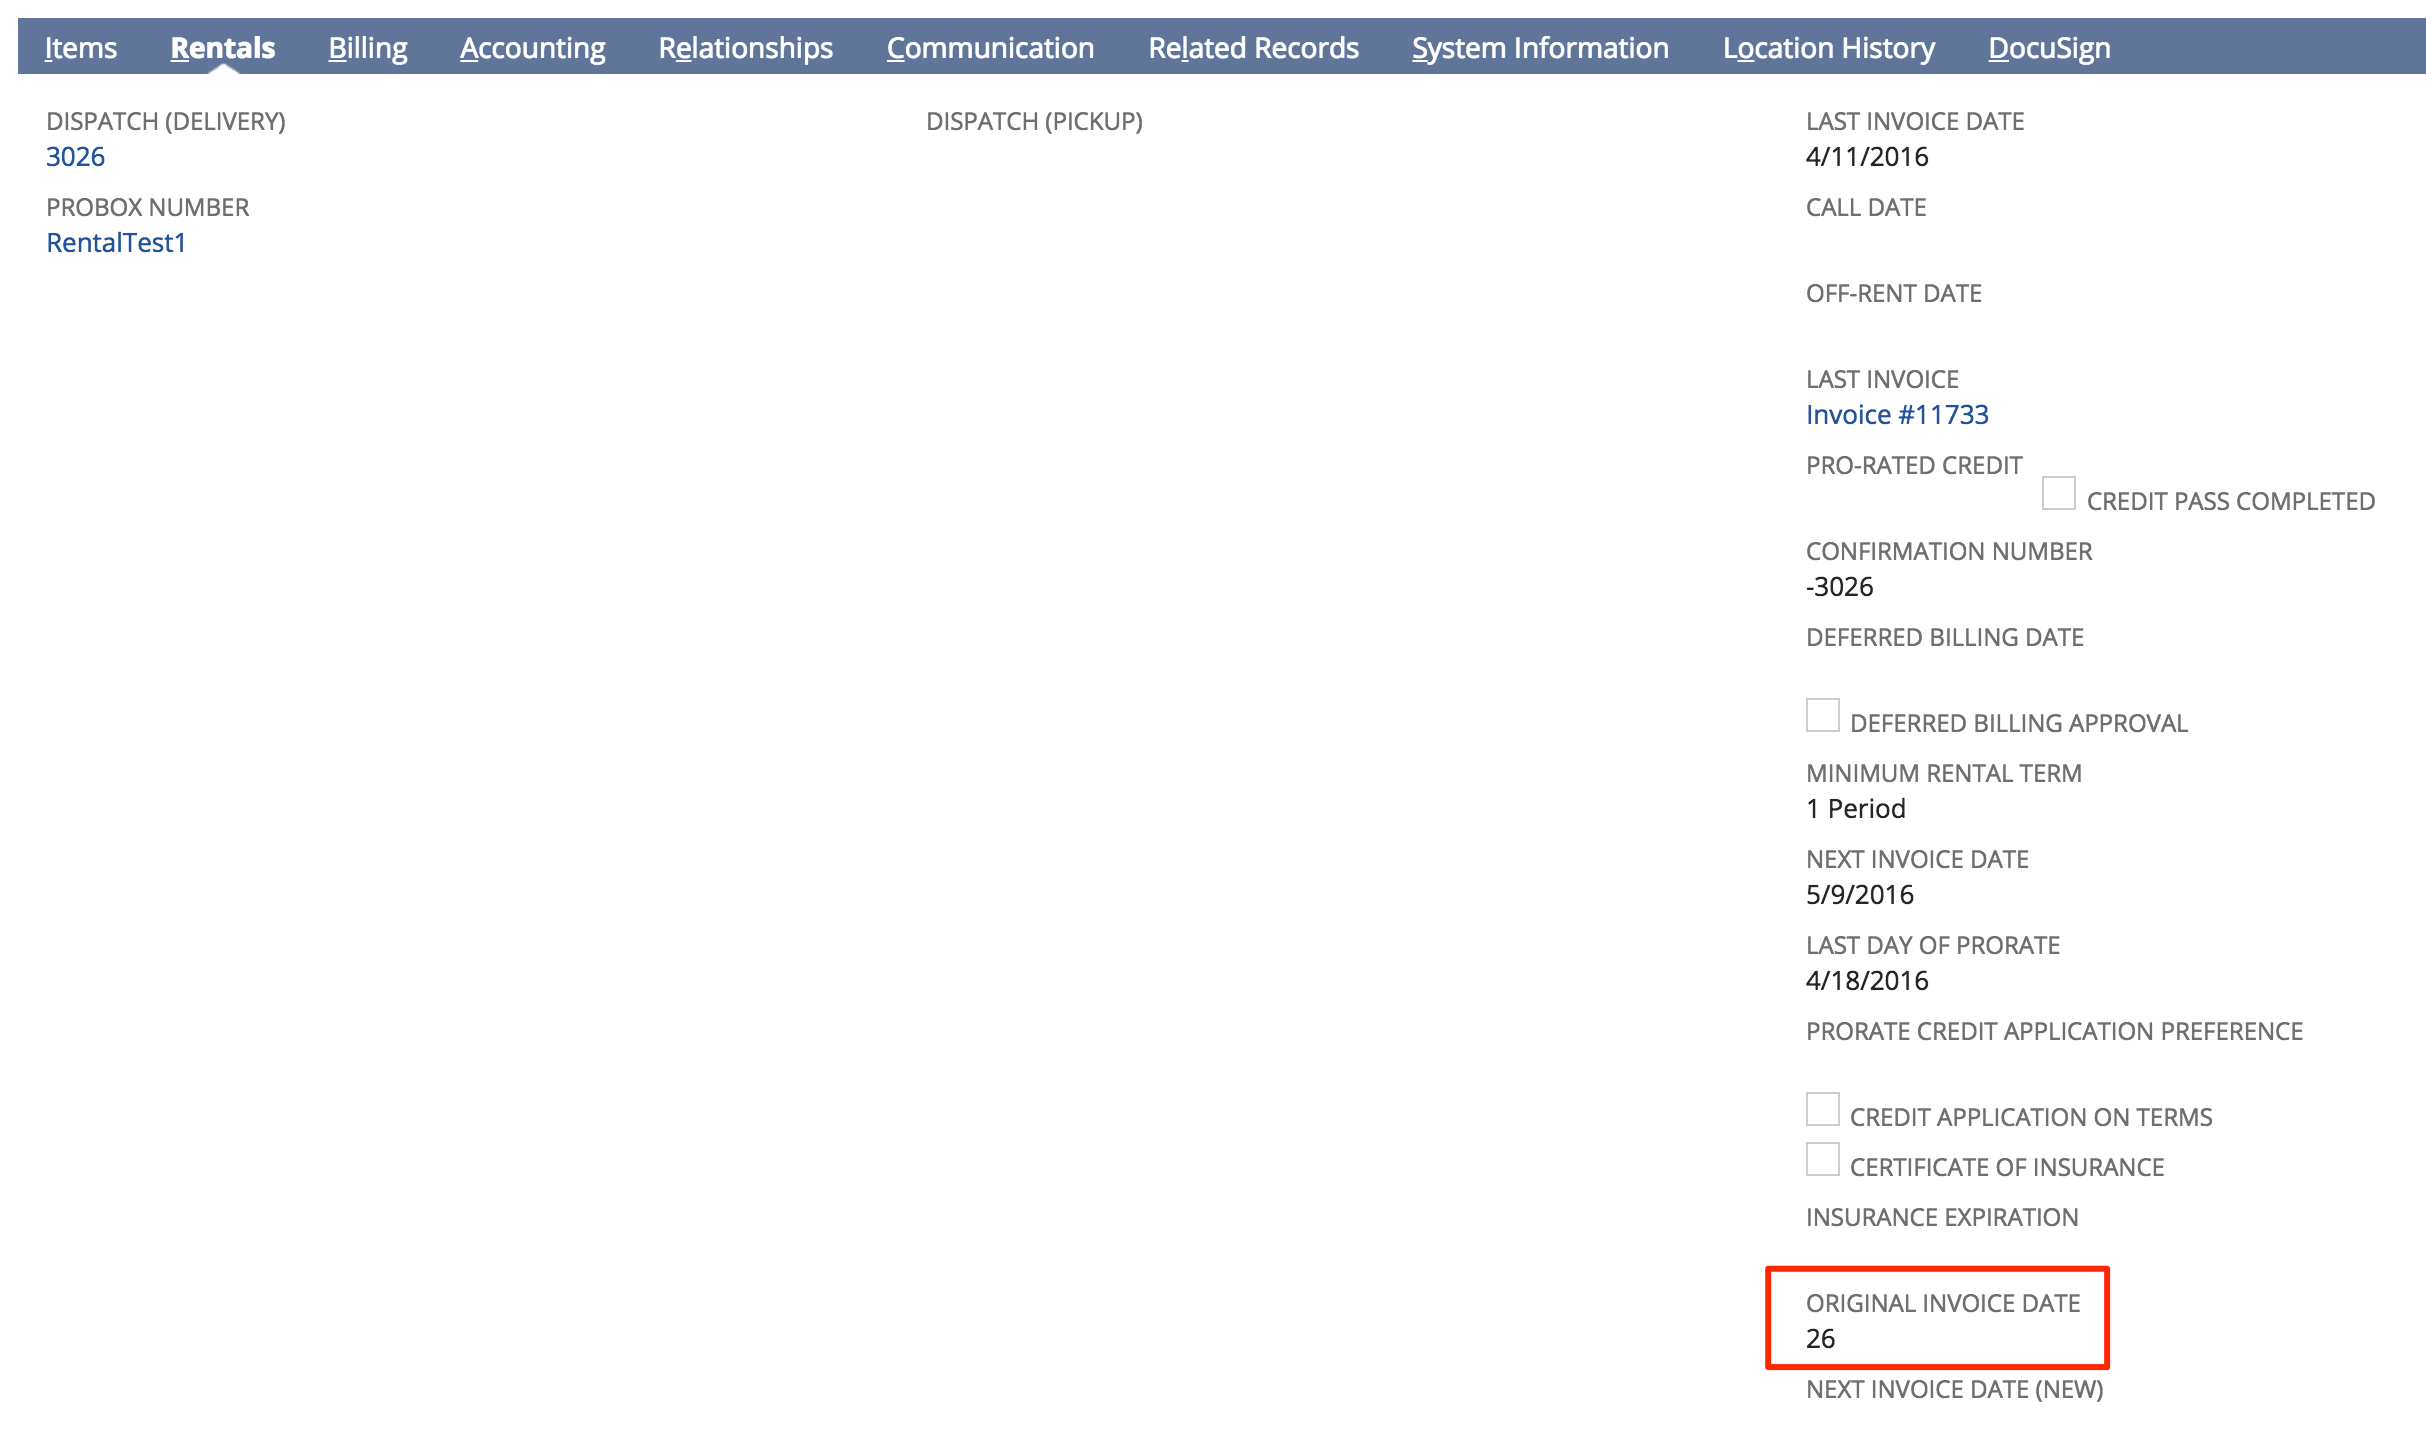 Items Rentals Billing Accounting Relationships Communication Related Records System Information Location History DocuSign
DISPATCH (DELIVERY)
3026
PROBOX NUMBER
RentalTest1
DISPATCH (PICKUP)
LAST INVOICE DATE
4/11/2016
CALL DATE
OFF-RENT DATE
LAST INVOICE
Invoice #11733
PRO-RATED CREDIT
CREDIT PASS COMPLETED
CONFIRMATION NUMBER
-3026
DEFERRED BILLING DATE
DEFERRED BILLING APPROVAL
MINIMUM RENTAL TERM
1 Period
NEXT INVOICE DATE
5/9/2016
LAST DAY OF PRORATE
4/18/2016
PRORATE CREDIT APPLICATION PREFERENCE
CREDIT APPLICATION ON TERMS
CERTIFICATE OF INSURANCE
INSURANCE EXPIRATION
ORIGINAL INVOICE DATE
26
NEXT INVOICE DATE (NEW)